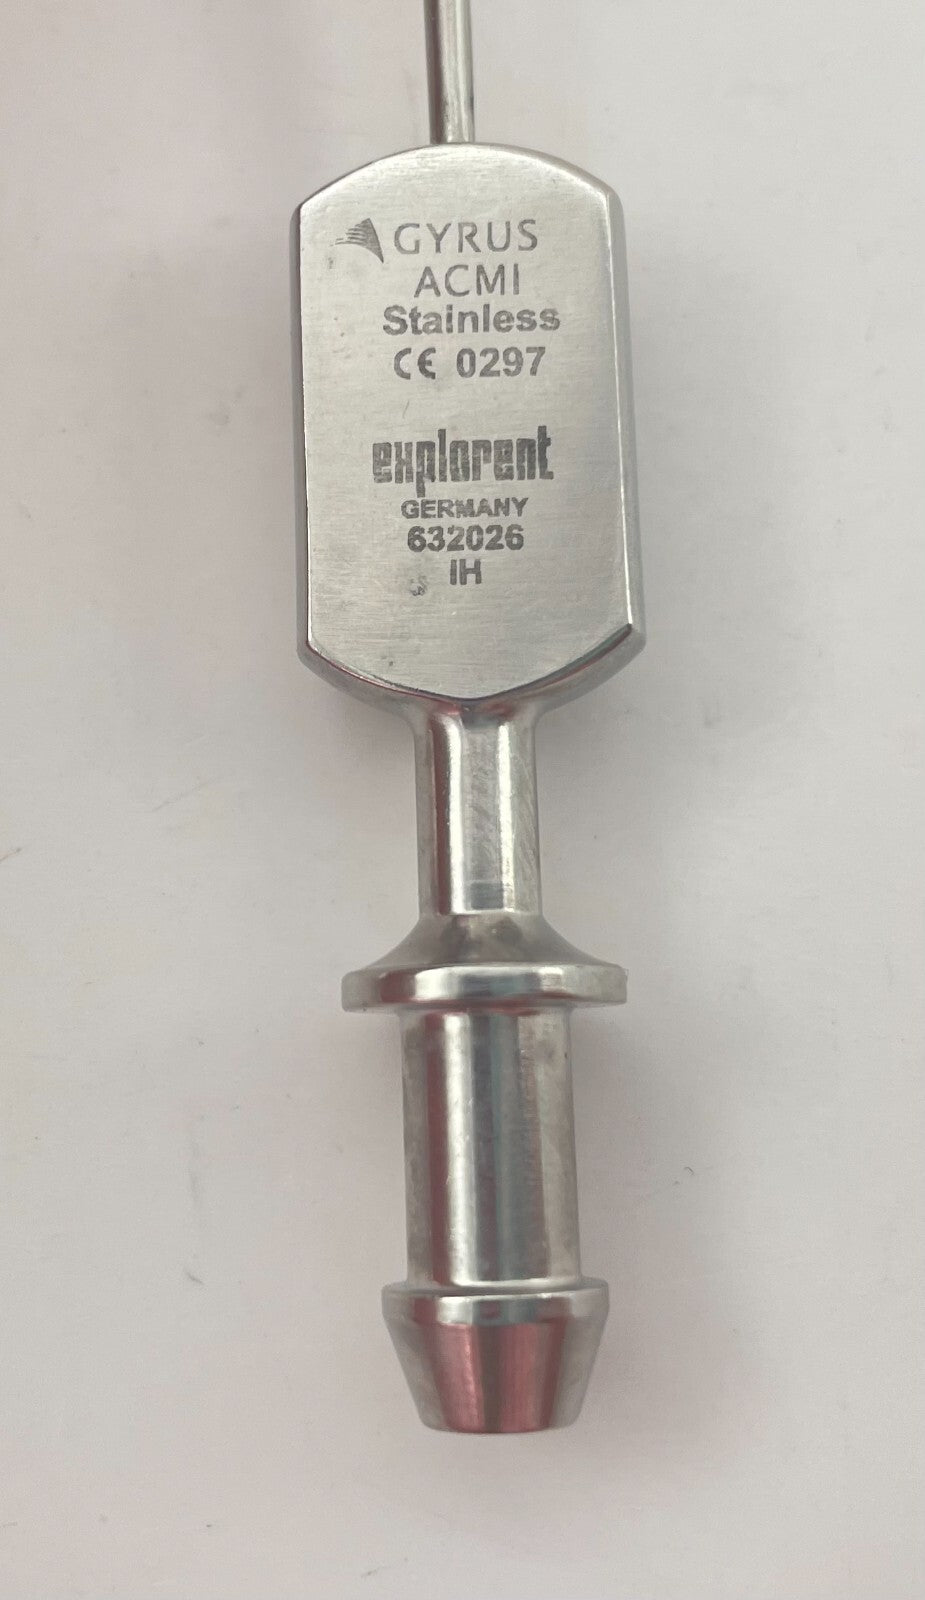 GYRUS
ACMI
Stainless
CE 0297
explorent
GERMANY
632026
IH